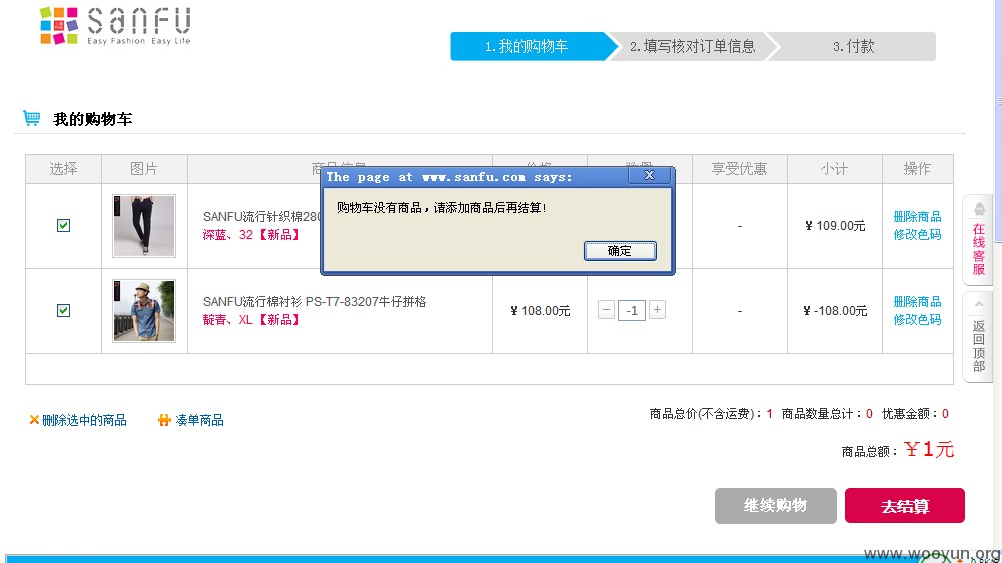 SANFU
Easy Fashion Easy Life
1.我的购物车
2.填写核对订单信息
3.付款
我的购物车
选择
图片
享受优惠
小计
操作
The page at www.sanfu.com says:
X
购物车没有商品，请添加商品后再结算!
确定
SANFU流行针织棉280
深蓝、32【新品】
-
¥ 109.00元
删除商品
修改色码
SANFU流行棉衬衫 PS-T7-83207牛仔拼格
靛青、XL【新品】
¥ 108.00元
-1
-
¥ -108.00元
删除商品
修改色码
在线客服
返回顶部
删除选中的商品
凑单商品
商品总价(不含运费)：1 商品数量总计：0 优惠金额：0
商品总额：￥1元
继续购物
去结算
www.wooyun.org